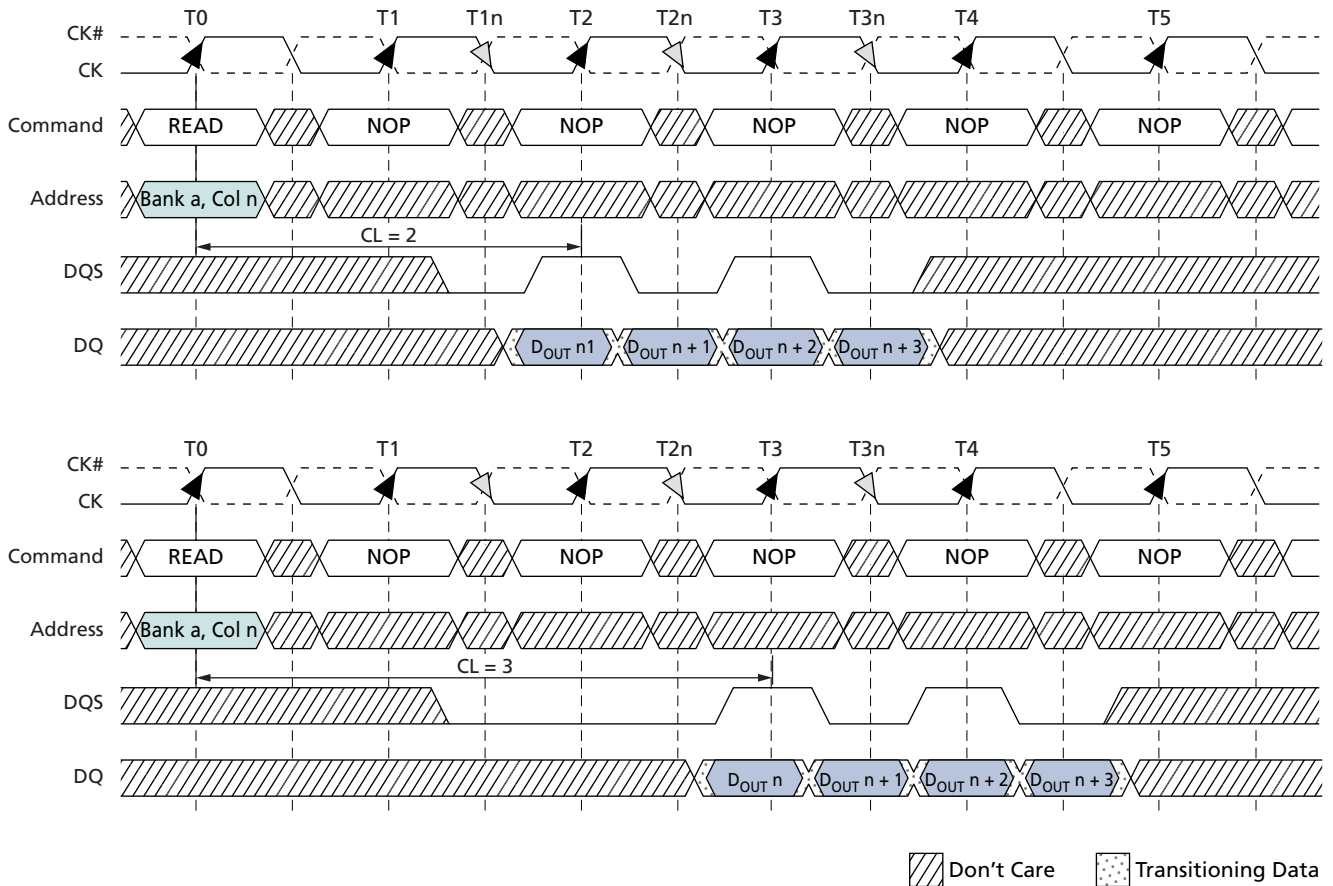 T0 T1 T1n T2 T2n T3 T3n T4 T5
CK#
CK
Command READ NOP NOP NOP NOP NOP
Address Bank a, Col n
CL = 2
DQS
DQ DOUT n1 DOUT n + 1 DOUT n + 2 DOUT n + 3
T0 T1 T2 T2n T3 T3n T4 T5
CK#
CK
Command READ NOP NOP NOP NOP NOP
Address Bank a, Col n
CL = 3
DQS
DQ DOUT n DOUT n + 1 DOUT n + 2 DOUT n + 3
Don't Care Transitioning Data